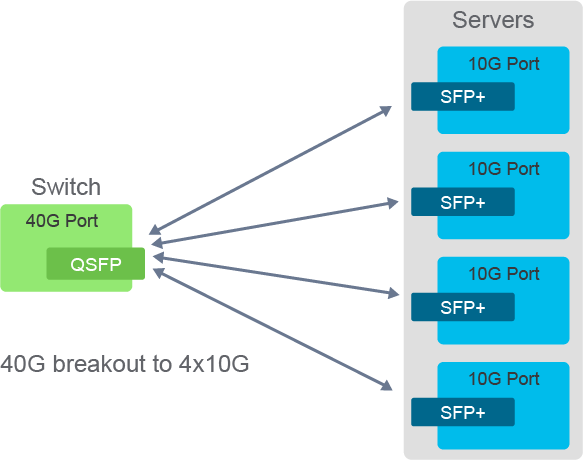 Servers
10G Port
SFP+
10G Port
SFP+
Switch
40G Port
QSFP
10G Port
SFP+
40G breakout to 4x10G
10G Port
SFP+